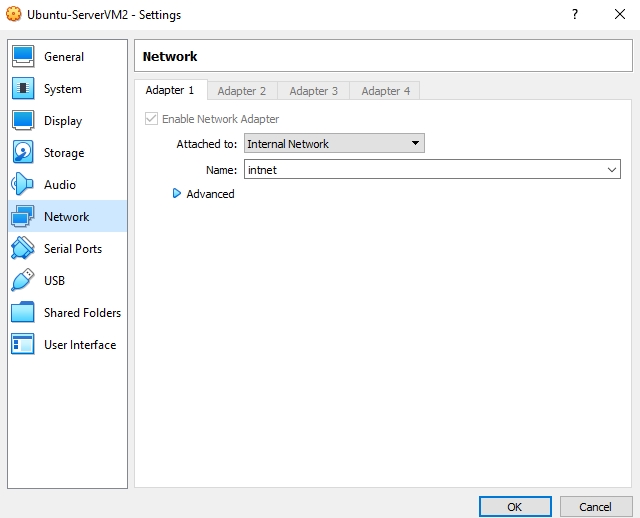 Ubuntu-ServerVM2 - Settings
?
General
System
Display
Storage
Audio
Network
Serial Ports
USB
Shared Folders
User Interface
Network
Adapter 1 Adapter 2 Adapter 3 Adapter 4
Enable Network Adapter
Attached to: Internal Network
Name: intnet
Advanced
OK Cancel